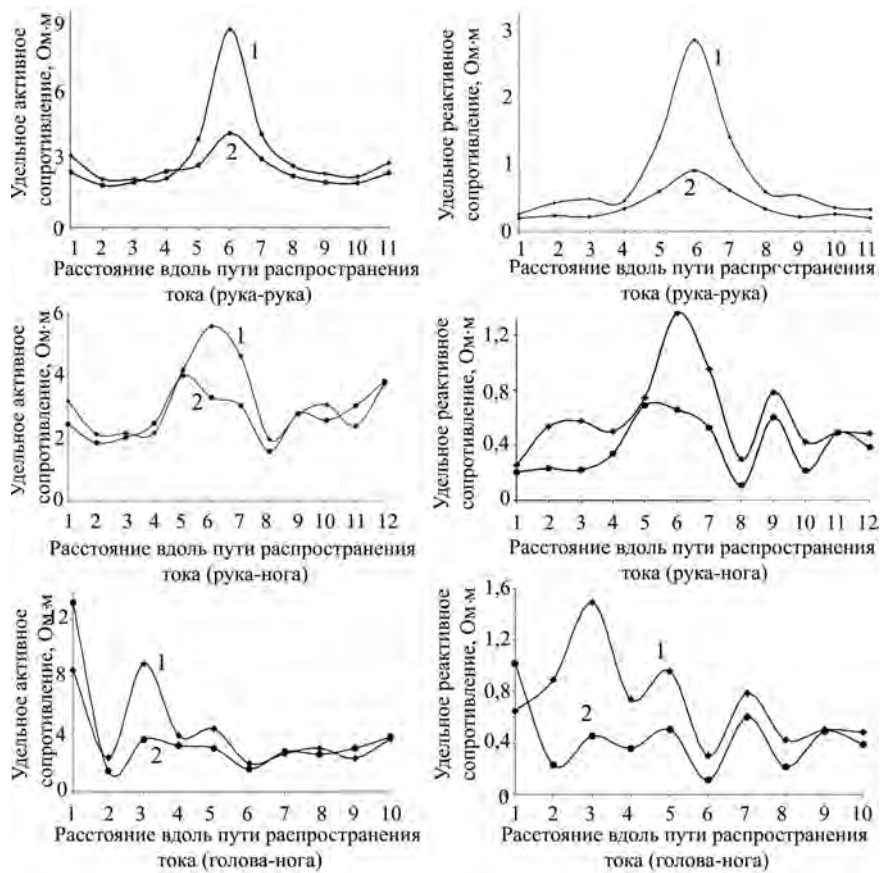 Удельное активное
сопротивление, Ом·м
9
6
3
0
1
2
1 2 3 4 5 6 7 8 9 10 11
Расстояние вдоль пути распространения
тока (рука-рука)
Удельное реактивное
сопротивление, Ом·м
3
2
1
0
1
2
1 2 3 4 5 6 7 8 9 10 11
Расстояние вдоль пути распространения
тока (рука-рука)
Удельное активное
сопротивление, Ом·м
6
4
2
0
1
2
1 2 3 4 5 6 7 8 9 10 11 12
Расстояние вдоль пути распространения
тока (рука-нога)
Удельное реактивное
сопротивление, Ом·м
1,2
0,8
0,4
0
1
2
1 2 3 4 5 6 7 8 9 10 11 12
Расстояние вдоль пути распространения
тока (рука-нога)
Удельное активное
сопротивление, Ом·м
12
8
4
0
1
2
1 2 3 4 5 6 7 8 9 10
Расстояние вдоль пути распространения
тока (голова-нога)
Удельное реактивное
сопротивление, Ом·м
1,6
1,2
0,8
0,4
0
1
2
1 2 3 4 5 6 7 8 9 10
Расстояние вдоль пути распространения
тока (голова-нога)